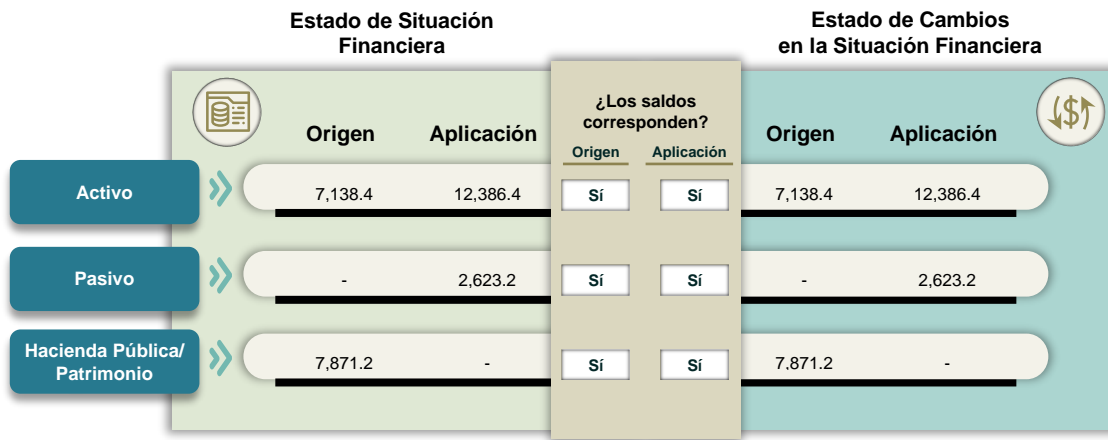 Estado de Situación
Financiera
Estado de Cambios
en la Situación Financiera
¿Los saldos
corresponden?
Origen Aplicación
Origen Aplicación
Origen Aplicación
Activo 7,138.4 12,386.4 Sí Sí 7,138.4 12,386.4
Pasivo - 2,623.2 Sí Sí - 2,623.2
Hacienda Pública/
Patrimonio 7,871.2 - Sí Sí 7,871.2 -